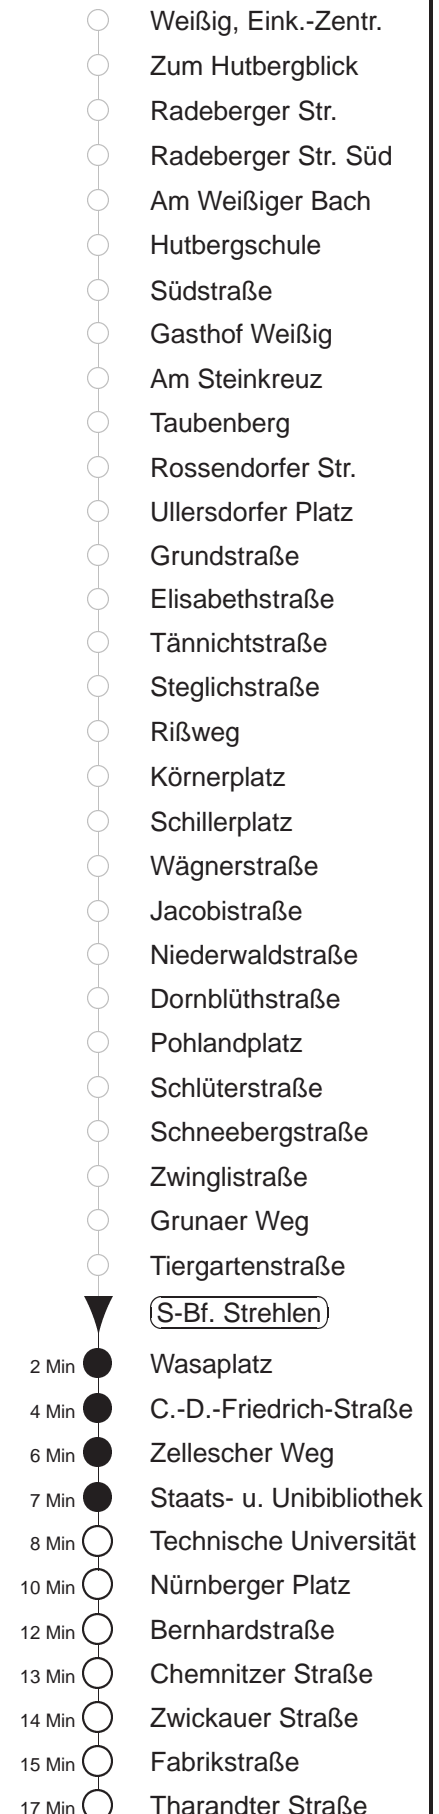 Weißig, Eink.-Zentr.
Zum Hutbergblick
Radeberger Str.
Radeberger Str. Süd
Am Weißiger Bach
Hutbergschule
Südstraße
Gasthof Weißig
Am Steinkreuz
Taubenberg
Rossendorfer Str.
Ullersdorfer Platz
Grundstraße
Elisabethstraße
Tännichtstraße
Steglichstraße
Rißweg
Körnerplatz
Schillerplatz
Wägnerstraße
Jacobistraße
Niederwaldstraße
Dornblüthstraße
Pohlandplatz
Schlüterstraße
Schneebergstraße
Zwinglistraße
Grunaer Weg
Tiergartenstraße
S-Bf. Strehlen
2 Min Wasaplatz
4 Min C.-D.-Friedrich-Straße
6 Min Zellescher Weg
7 Min Staats- u. Unibibliothek
8 Min Technische Universität
10 Min Nürnberger Platz
12 Min Bernhardstraße
13 Min Chemnitzer Straße
14 Min Zwickauer Straße
15 Min Fabrikstraße
17 Min Tharandter Straße